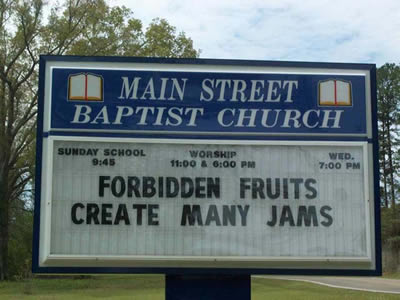 MAIN STREET
BAPTIST CHURCH
SUNDAY SCHOOL WORSHIP WED.
9:45 11:00 & 6:00 PM 7:00 PM
FORBIDDEN FRUITS
CREATE MANY JAMS